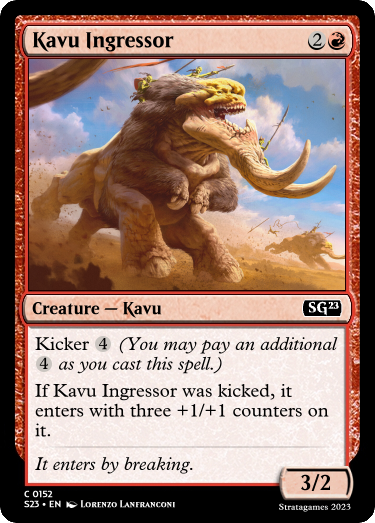 Kavu Ingressor 2
Creature — Kavu SG23
Kicker 4 (You may pay an additional
4 as you cast this spell.)
If Kavu Ingressor was kicked, it
enters with three +1/+1 counters on
it.
It enters by breaking.
3/2
C 0152
S23 • EN Lorenzo Lanfranconi
Stratagames 2023